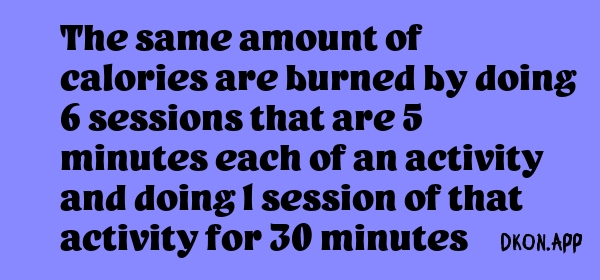 The same amount of
calories are burned by doing
6 sessions that are 5
minutes each of an activity
and doing 1 session of that
activity for 30 minutes
DKON.APP